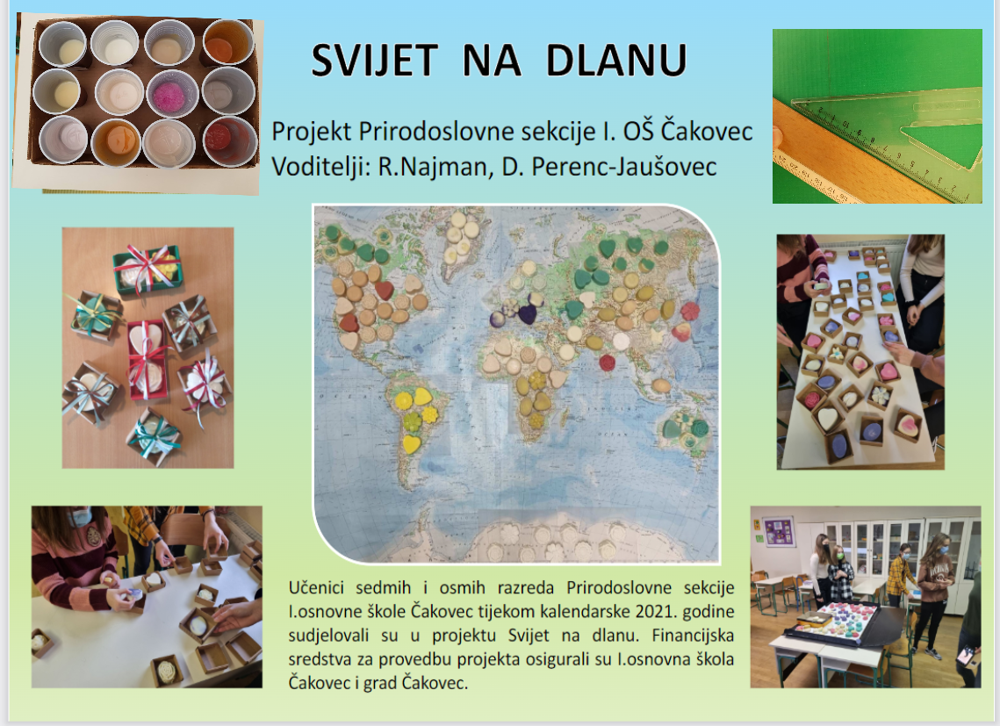 SVIJET NA DLANU
Projekt Prirodoslovne sekcije I. OŠ Čakovec
Voditelji: R.Najman, D. Perenc-Jaušovec
Učenici sedmih i osmih razreda Prirodoslovne sekcije
I.osnovne škole Čakovec tijekom kalendarske 2021. godine
sudjelovali su u projektu Svijet na dlanu. Financijska
sredstva za provedbu projekta osigurali su I.osnovna škola
Čakovec i grad Čakovec.